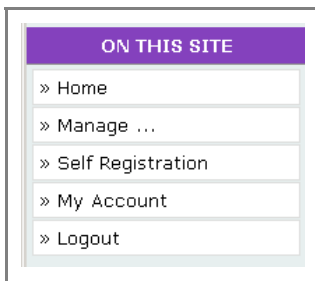 ON THIS SITE
» Home
» Manage ...
» Self Registration
» My Account
» Logout